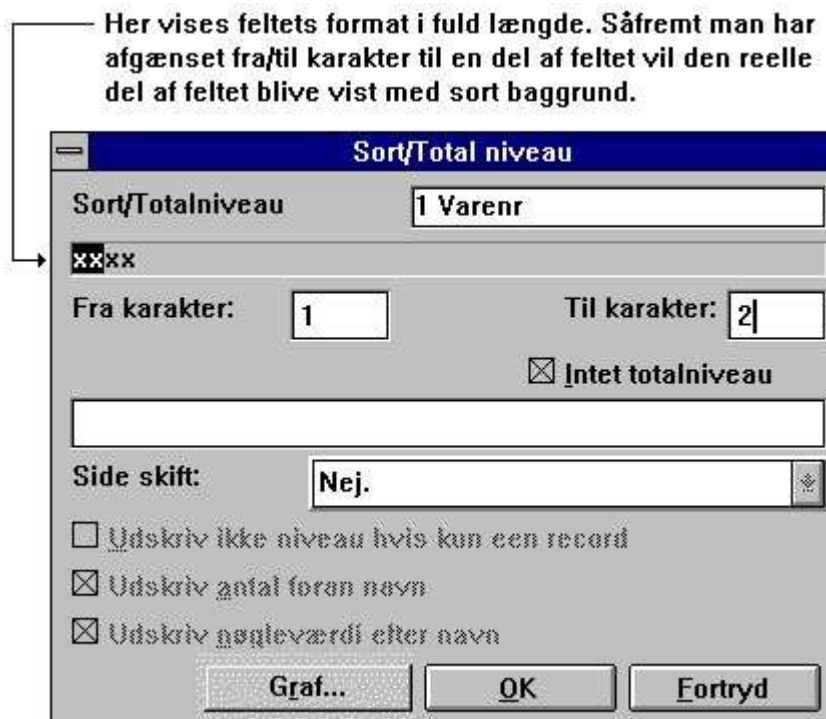 Her vises feltets format i fuld længde. Såfremt man har
afgænset fra/til karakter til en del af feltet vil den reelle
del af feltet blive vist med sort baggrund.
Sort/Total niveau
Sort/Totalniveau 1 Varenr
xxxx
Fra karakter: 1 Til karakter: 2
Intet totalniveau
Side skift: Nej.
Udskriv ikke niveau hvis kun een record
Udskriv antal foran navn
Udskriv nøgleværdi efter navn
Graf... OK Fortryd